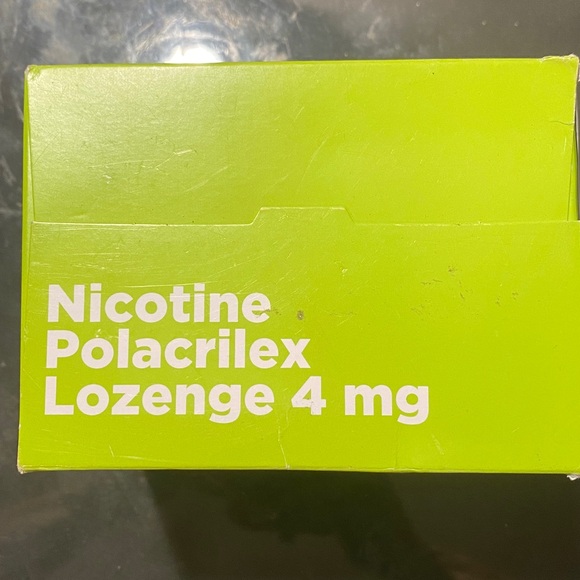 Nicotine
Polacrilex
Lozenge 4 mg